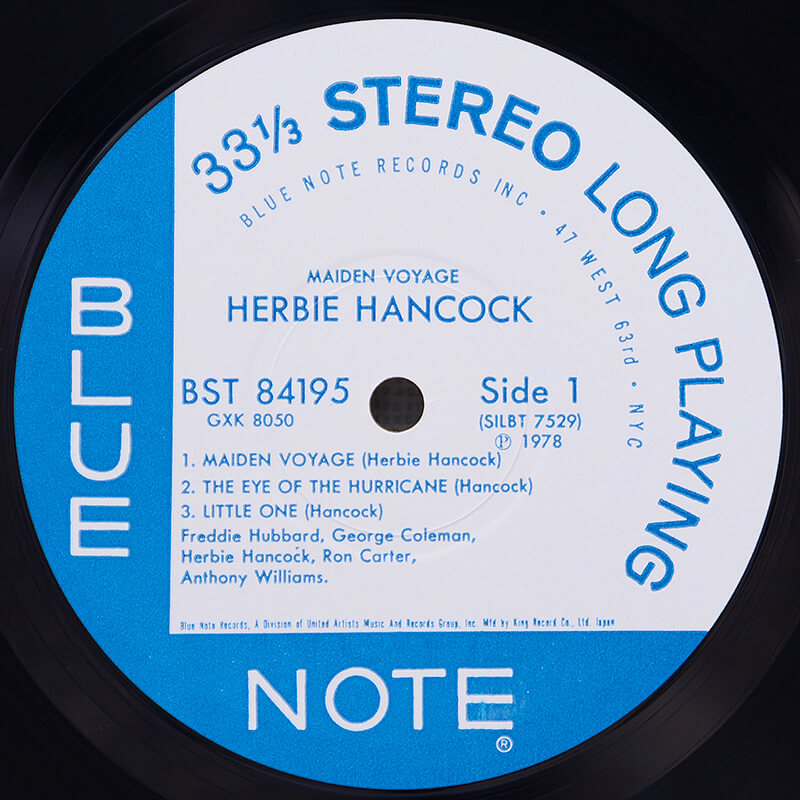 33⅓ STEREO LONG PLAYING
BLUE NOTE RECORDS INC • 47 WEST 63rd • NYC
MAIDEN VOYAGE
HERBIE HANCOCK
BST 84195
GXK 8050
Side 1
(SILBT 7529)
Ⓟ 1978
1. MAIDEN VOYAGE (Herbie Hancock)
2. THE EYE OF THE HURRICANE (Hancock)
3. LITTLE ONE (Hancock)
Freddie Hubbard, George Coleman,
Herbie Hancock, Ron Carter,
Anthony Williams.
Blue Note Records, A Division of United Artists Music And Records Group, Inc. Mfd by King Record Co., Ltd. Japan
BLUE
NOTE
®